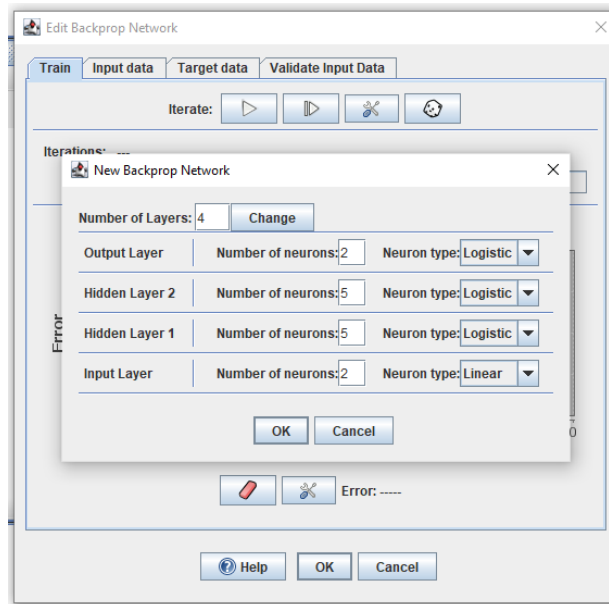 Edit Backprop Network
Train Input data Target data Validate Input Data
Iterate:
Iterations: ---
New Backprop Network
Number of Layers: 4 Change
Output Layer Number of neurons: 2 Neuron type: Logistic
Hidden Layer 2 Number of neurons: 5 Neuron type: Logistic
Hidden Layer 1 Number of neurons: 5 Neuron type: Logistic
Input Layer Number of neurons: 2 Neuron type: Linear
OK Cancel
Error
0
Error: -----
Help OK Cancel